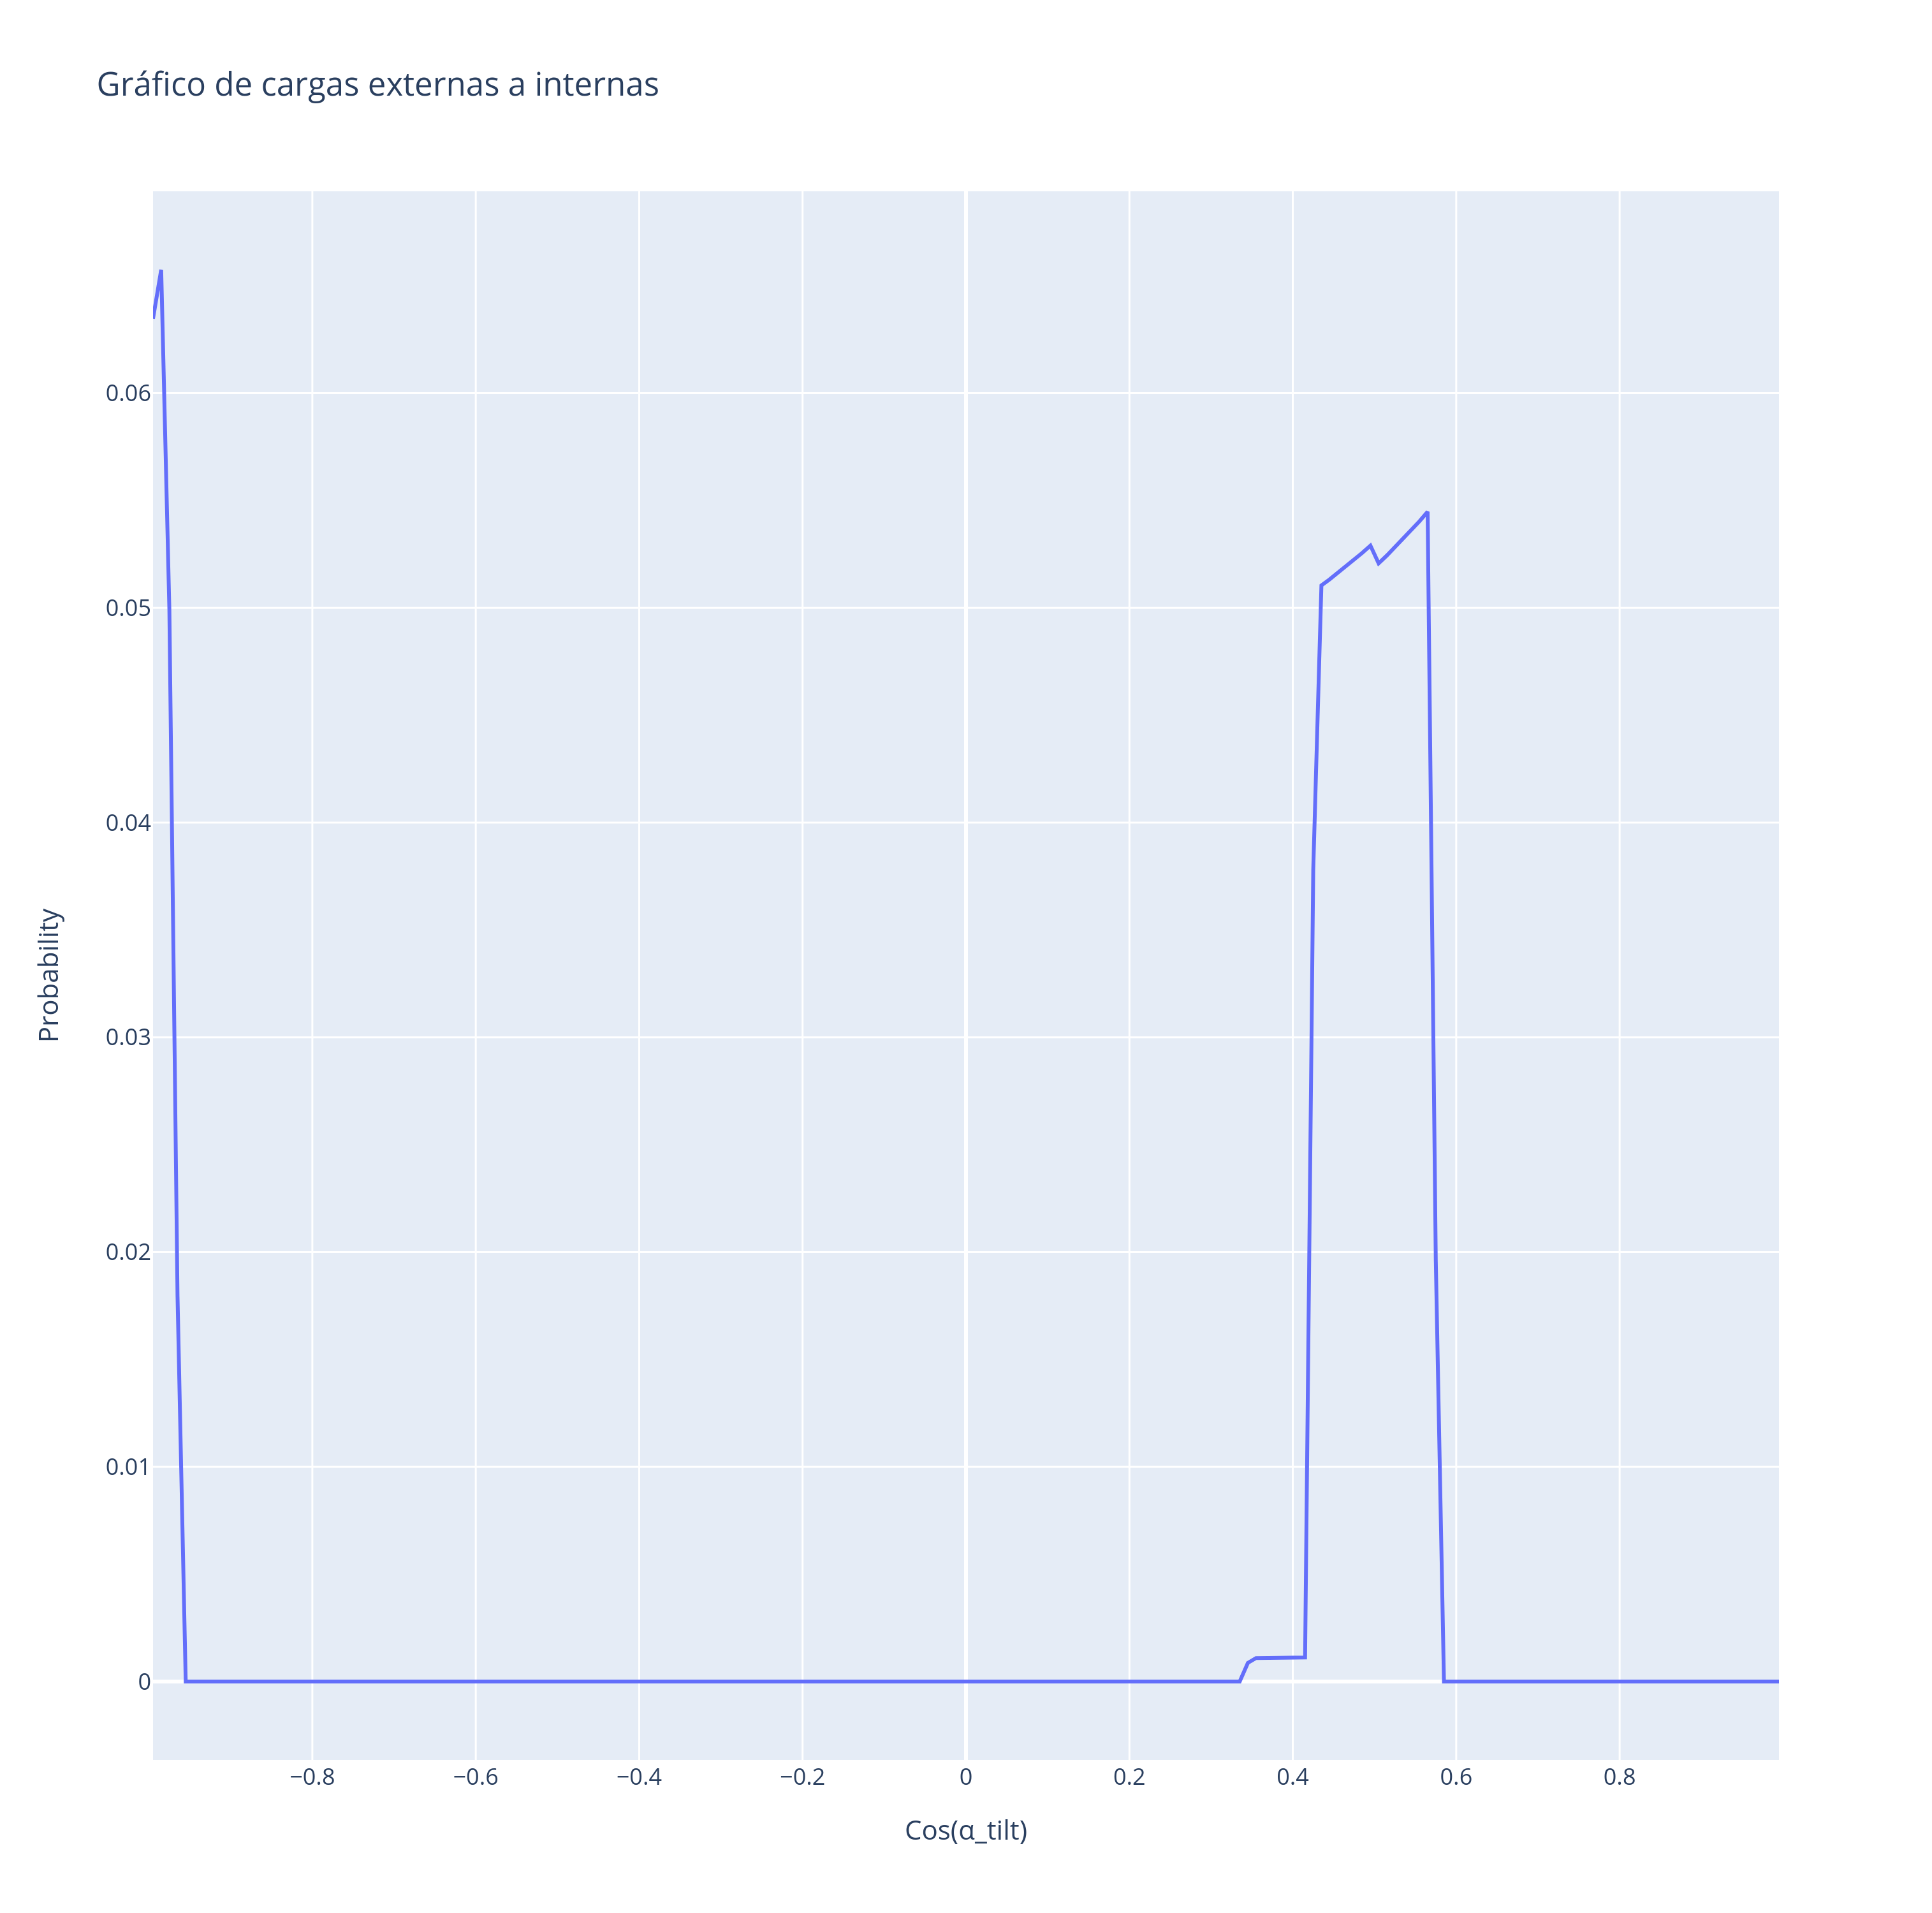 Gráfico de cargas externas a internas
0.06
0.05
0.04
0.03
0.02
0.01
0
Probability
−0.8 −0.6 −0.4 −0.2 0 0.2 0.4 0.6 0.8
Cos(α_tilt)